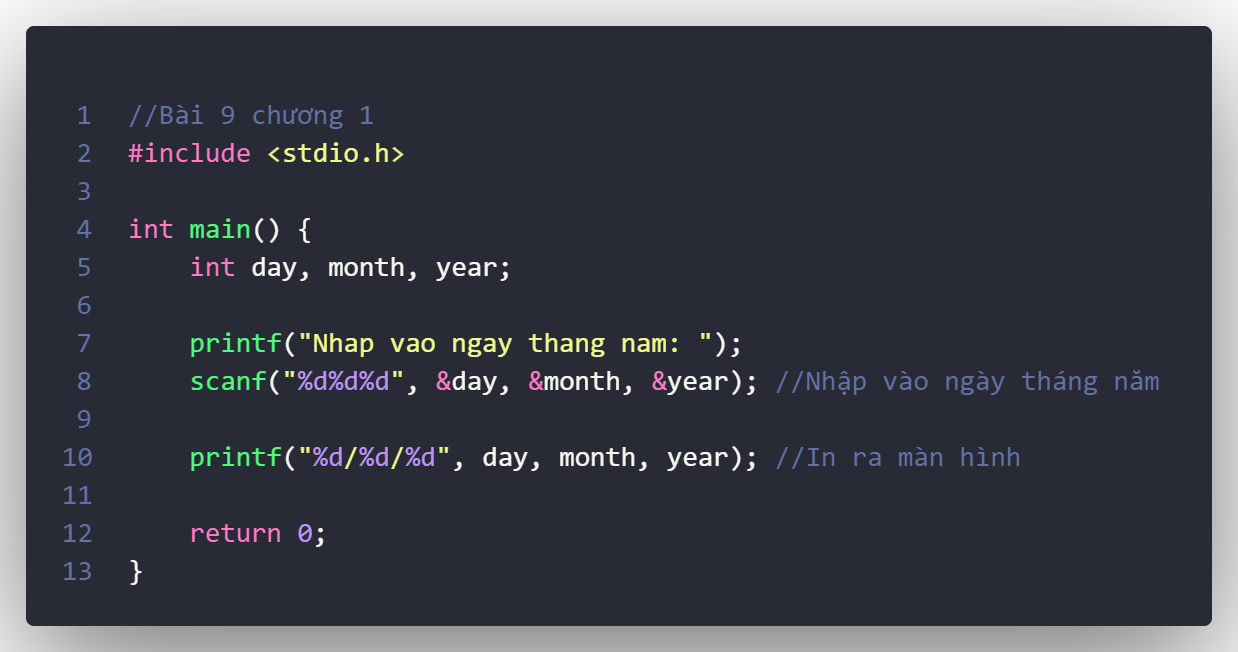 1 //Bài 9 chương 1
2 #include <stdio.h>
3
4 int main() {
5     int day, month, year;
6
7     printf("Nhap vao ngay thang nam: ");
8     scanf("%d%d%d", &day, &month, &year); //Nhập vào ngày tháng năm
9
10     printf("%d/%d/%d", day, month, year); //In ra màn hình
11
12     return 0;
13 }